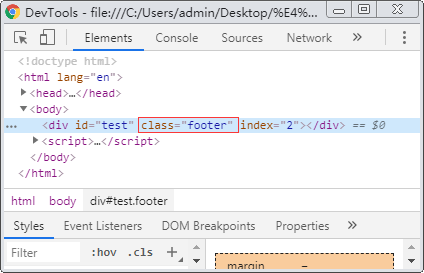 DevTools - file:///C:/Users/admin/Desktop/%E4%...
Elements Console Sources Network »
<!doctype html>
<html lang="en">
<head>…</head>
<body>
… <div id="test" class="footer" index="2"></div> == $0
<script>…</script>
</body>
</html>
html body div#test.footer
Styles Event Listeners DOM Breakpoints Properties »
Filter :hov .cls +
margin –